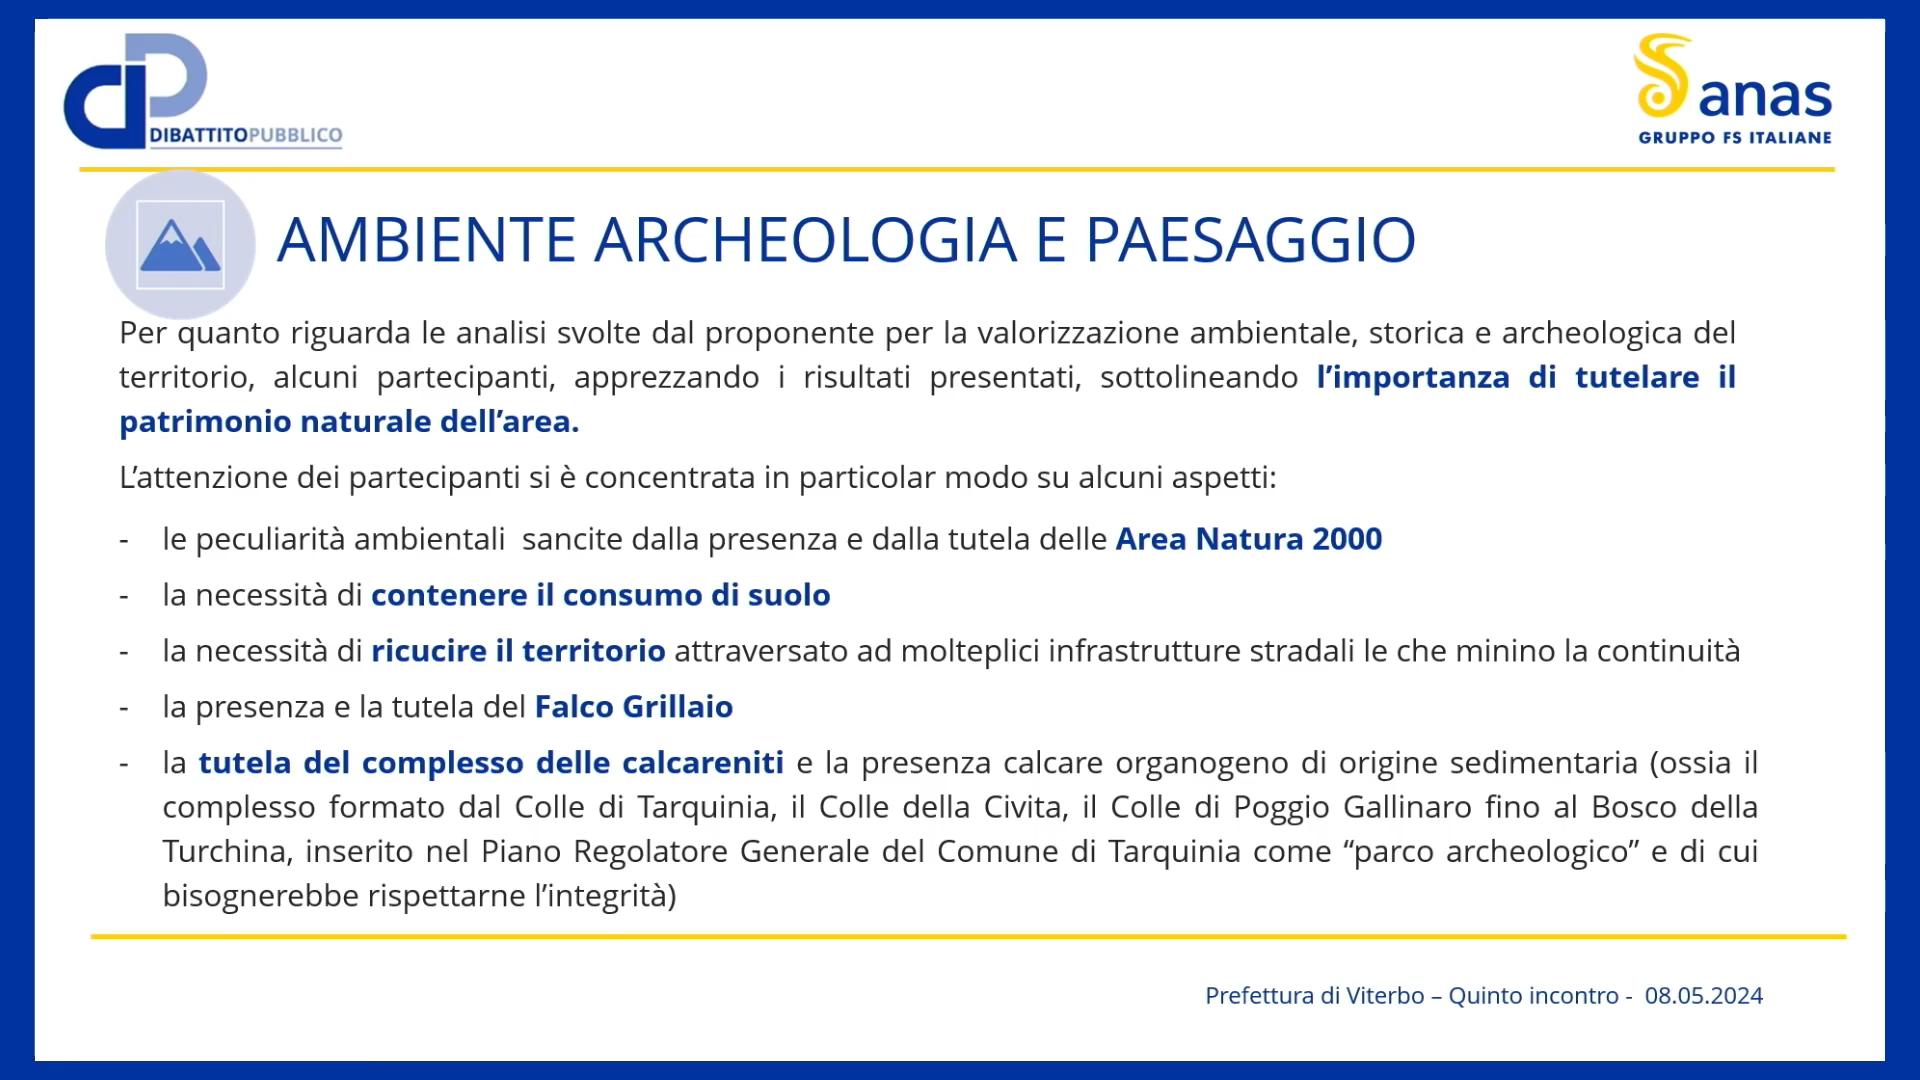 DIBATTITOPUBBLICO
anas
GRUPPO FS ITALIANE
AMBIENTE ARCHEOLOGIA E PAESAGGIO
Per quanto riguarda le analisi svolte dal proponente per la valorizzazione ambientale, storica e archeologica del
territorio, alcuni partecipanti, apprezzando i risultati presentati, sottolineando l’importanza di tutelare il
patrimonio naturale dell’area.
L’attenzione dei partecipanti si è concentrata in particolar modo su alcuni aspetti:
- le peculiarità ambientali  sancite dalla presenza e dalla tutela delle Area Natura 2000
- la necessità di contenere il consumo di suolo
- la necessità di ricucire il territorio attraversato ad molteplici infrastrutture stradali le che minino la continuità
- la presenza e la tutela del Falco Grillaio
- la tutela del complesso delle calcareniti e la presenza calcare organogeno di origine sedimentaria (ossia il
complesso formato dal Colle di Tarquinia, il Colle della Civita, il Colle di Poggio Gallinaro fino al Bosco della
Turchina, inserito nel Piano Regolatore Generale del Comune di Tarquinia come “parco archeologico” e di cui
bisognerebbe rispettarne l’integrità)
Prefettura di Viterbo – Quinto incontro -  08.05.2024